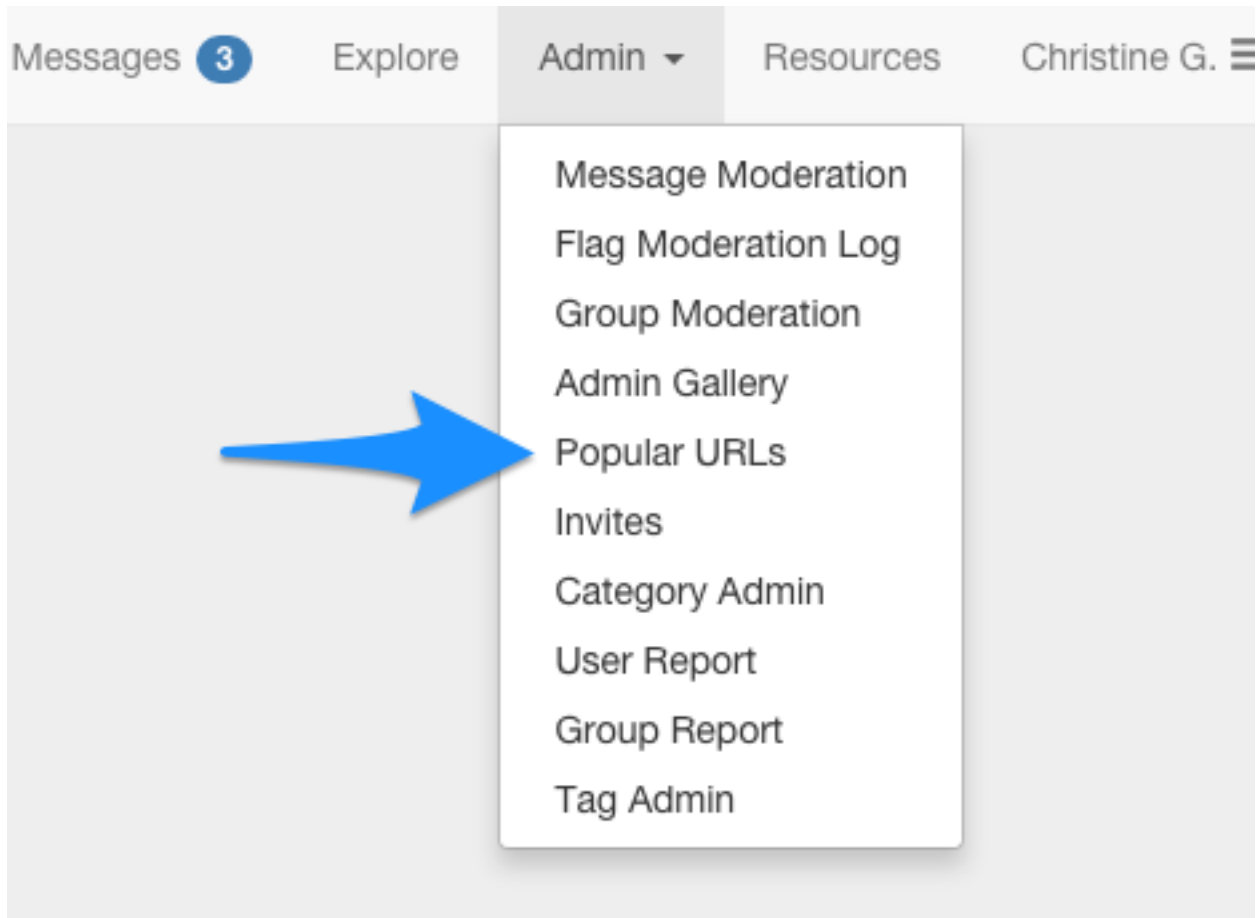 Messages 3 Explore Admin Resources Christine G.
Message Moderation
Flag Moderation Log
Group Moderation
Admin Gallery
Popular URLs
Invites
Category Admin
User Report
Group Report
Tag Admin